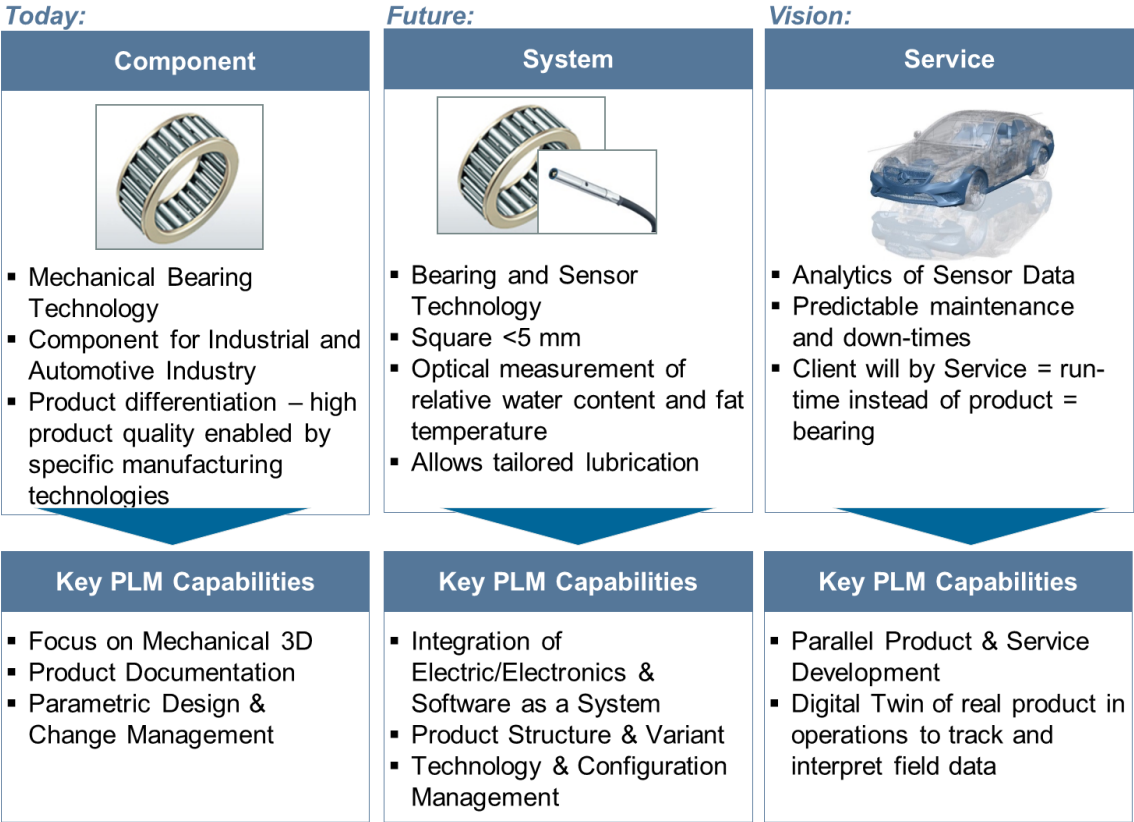 Today:
Component
▪ Mechanical Bearing
Technology
▪ Component for Industrial and
Automotive Industry
▪ Product differentiation – high
product quality enabled by
specific manufacturing
technologies
Key PLM Capabilities
▪ Focus on Mechanical 3D
▪ Product Documentation
▪ Parametric Design &
Change Management
Future:
System
▪ Bearing and Sensor
Technology
▪ Square <5 mm
▪ Optical measurement of
relative water content and fat
temperature
▪ Allows tailored lubrication
Key PLM Capabilities
▪ Integration of
Electric/Electronics &
Software as a System
▪ Product Structure & Variant
▪ Technology & Configuration
Management
Vision:
Service
▪ Analytics of Sensor Data
▪ Predictable maintenance
and down-times
▪ Client will by Service = run-
time instead of product =
bearing
Key PLM Capabilities
▪ Parallel Product & Service
Development
▪ Digital Twin of real product in
operations to track and
interpret field data